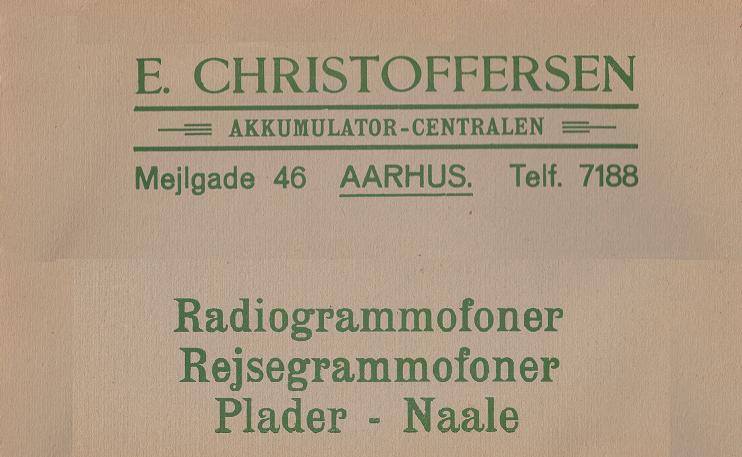 E. CHRISTOFFERSEN
AKKUMULATOR-CENTRALEN
Mejlgade 46 AARHUS. Telf. 7188
Radiogrammofoner
Rejsegrammofoner
Plader - Naale